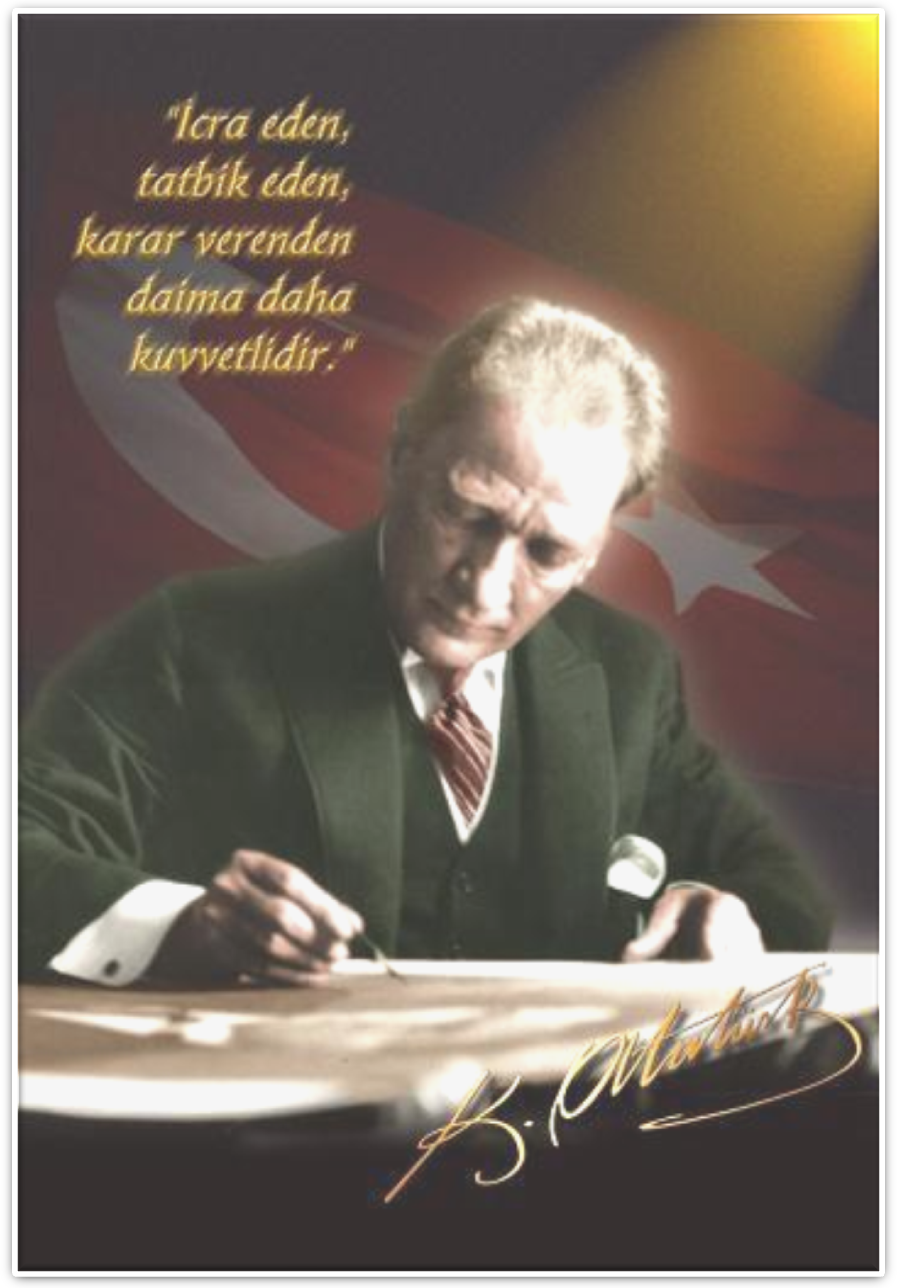 "İcra eden,
tatbik eden,
karar verenden
daima daha
kuvvetlidir."
K. Atatürk